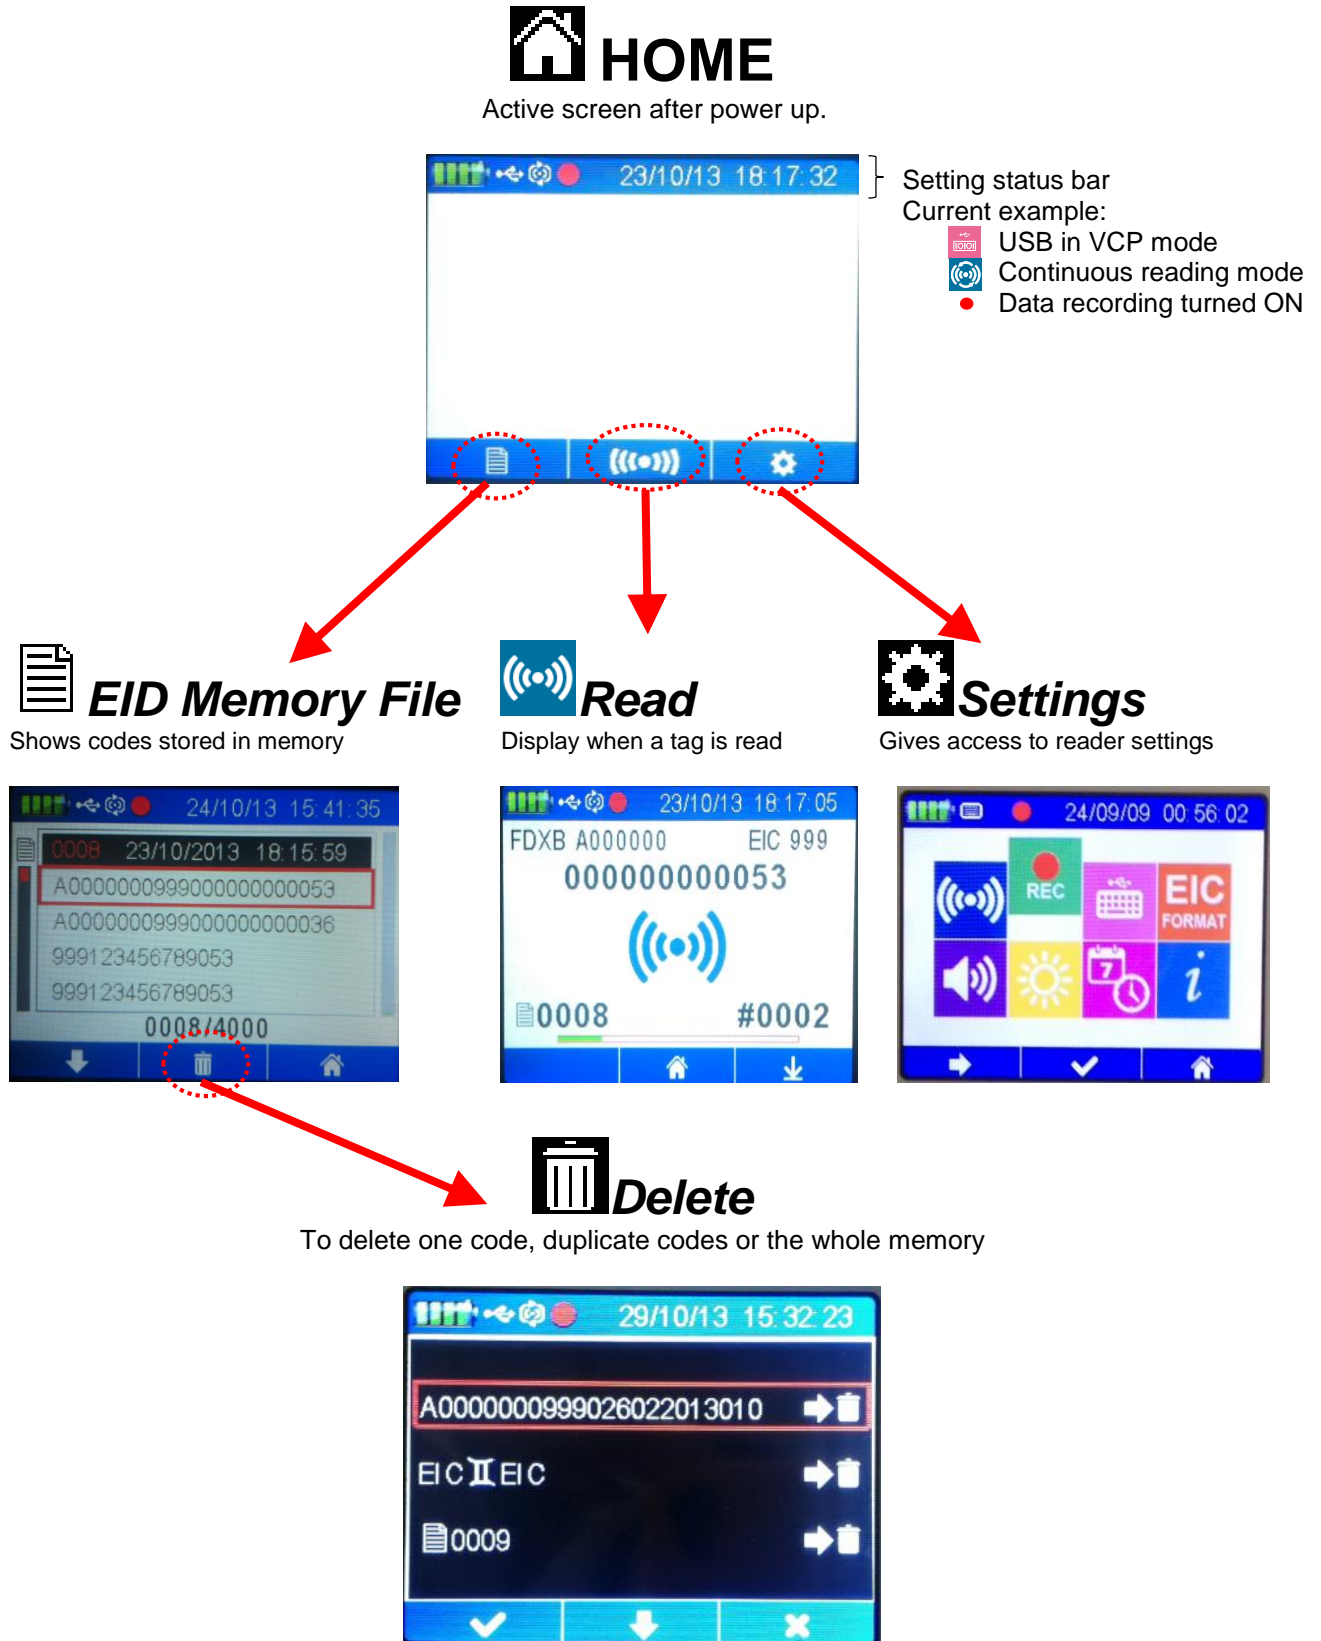 HOME
Active screen after power up.
23/10/13 18:17:32
Setting status bar
Current example:
USB in VCP mode
Continuous reading mode
Data recording turned ON
EID Memory File
Shows codes stored in memory
Read
Display when a tag is read
Settings
Gives access to reader settings
24/10/13 15:41:35
0008 23/10/2013 18:15:59
A0000000999000000000053
A0000000999000000000036
999123456789053
999123456789053
0008/4000
23/10/13 18:17:05
FDXB A000000 EIC 999
000000000053
0008 #0002
24/09/09 00:56:02
REC
EIC
FORMAT
7
i
Delete
To delete one code, duplicate codes or the whole memory
29/10/13 15:32:23
A0000000999026022013010
EIC EIC
0009